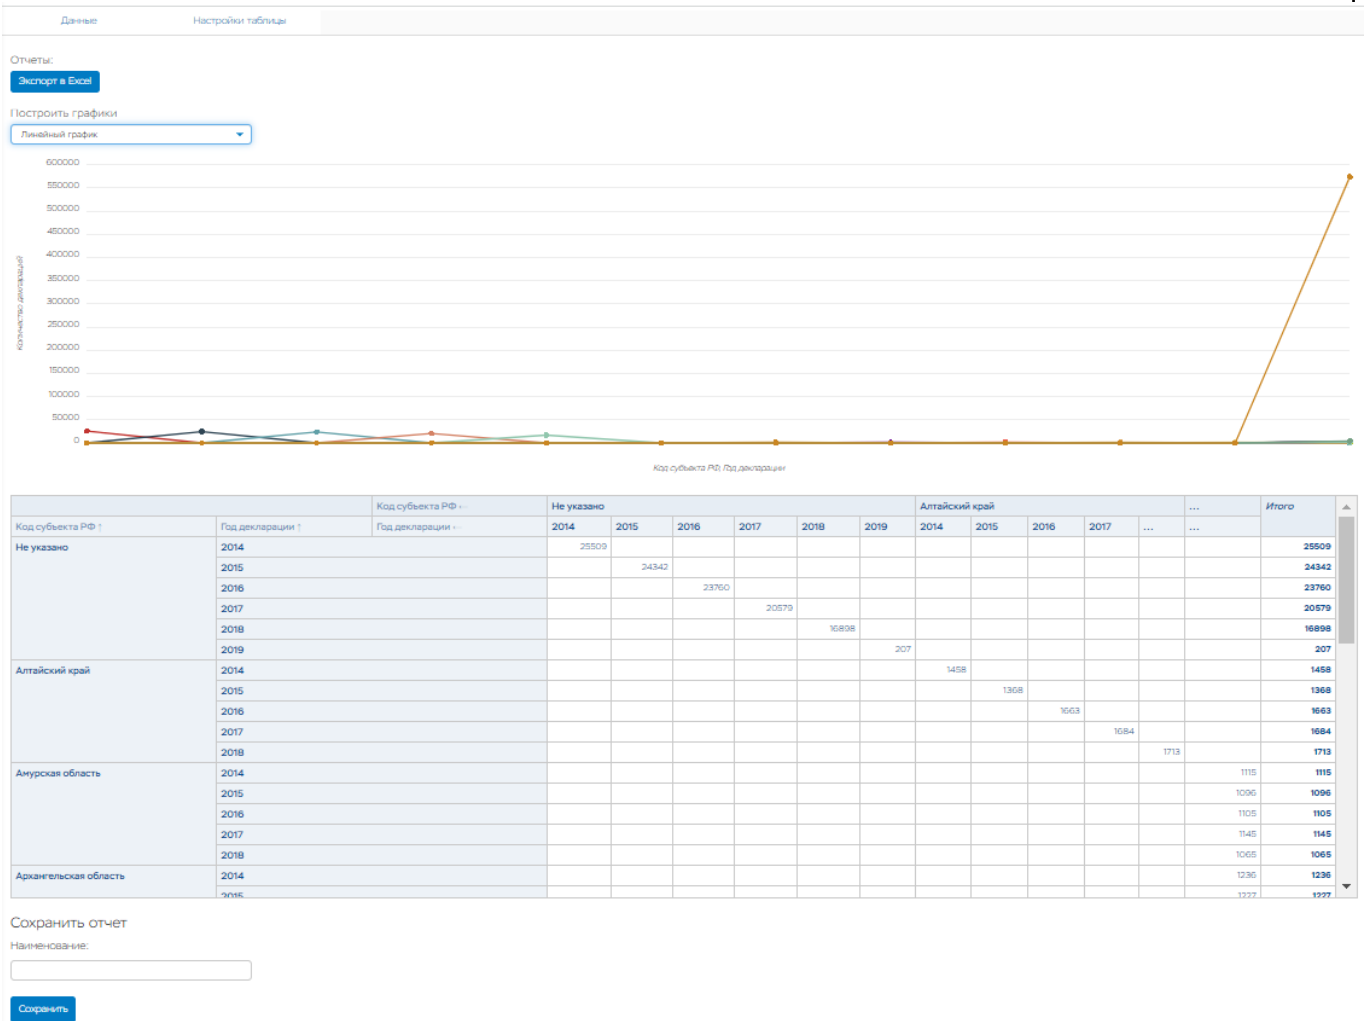 Данные Настройки таблицы
Отчеты:
Экспорт в Excel
Построить графики
Линейный график
600000
550000
500000
450000
400000
350000
300000
250000
200000
150000
100000
50000
0
Количество деклараций
Код субъекта РФ, Год декларации
Код субъекта РФ ← Не указано Алтайский край ... Итого
Код субъекта РФ ↑ Год декларации ↑ Год декларации ← 2014 2015 2016 2017 2018 2019 2014 2015 2016 2017 ... ...
Не указано 2014 25509 25509
2015 24342 24342
2016 23760 23760
2017 20579 20579
2018 16898 16898
2019 207 207
Алтайский край 2014 1458 1458
2015 1368 1368
2016 1663 1663
2017 1684 1684
2018 1713 1713
Амурская область 2014 1115 1115
2015 1096 1096
2016 1105 1105
2017 1145 1145
2018 1065 1065
Архангельская область 2014 1236 1236
2015 1227 1227
Сохранить отчет
Наименование:
Сохранить